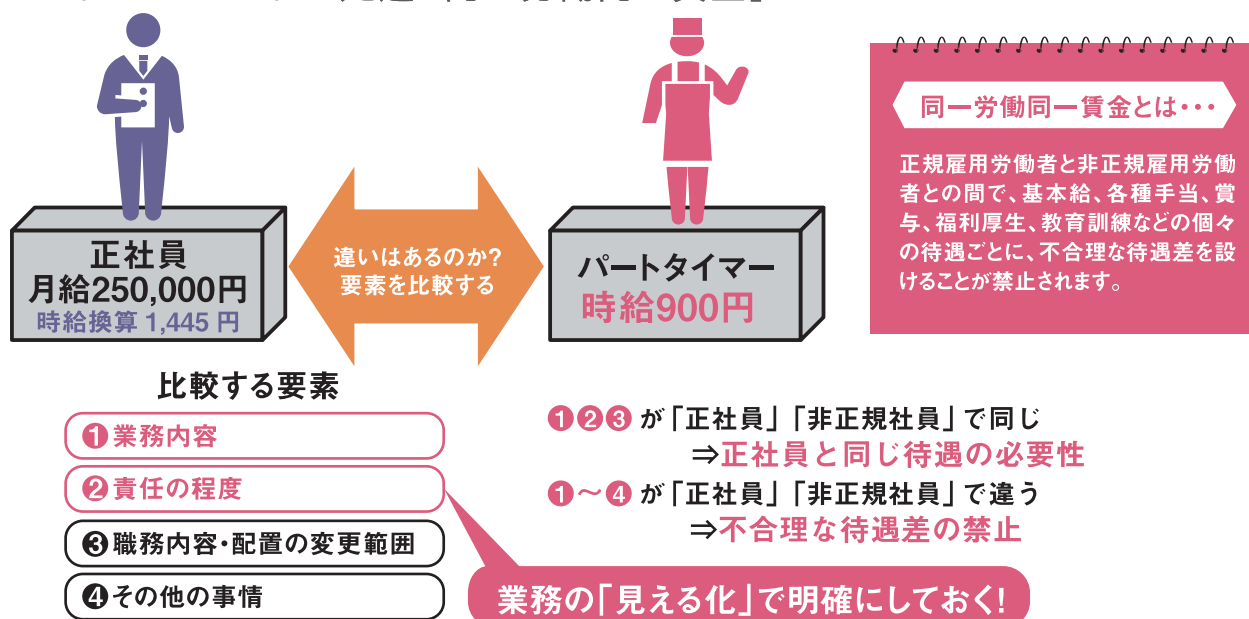 正社員
月給250,000円
時給換算 1,445 円
違いはあるのか?
要素を比較する
パートタイマー
時給900円
同一労働同一賃金とは・・・
正規雇用労働者と非正規雇用労働
者との間で、基本給、各種手当、賞
与、福利厚生、教育訓練などの個々
の待遇ごとに、不合理な待遇差を設
けることが禁止されます。
比較する要素
❶業務内容
❷責任の程度
❸職務内容・配置の変更範囲
❹その他の事情
❶❷❸が「正社員」「非正規社員」で同じ
⇒正社員と同じ待遇の必要性
❶〜❹が「正社員」「非正規社員」で違う
⇒不合理な待遇差の禁止
業務の「見える化」で明確にしておく!